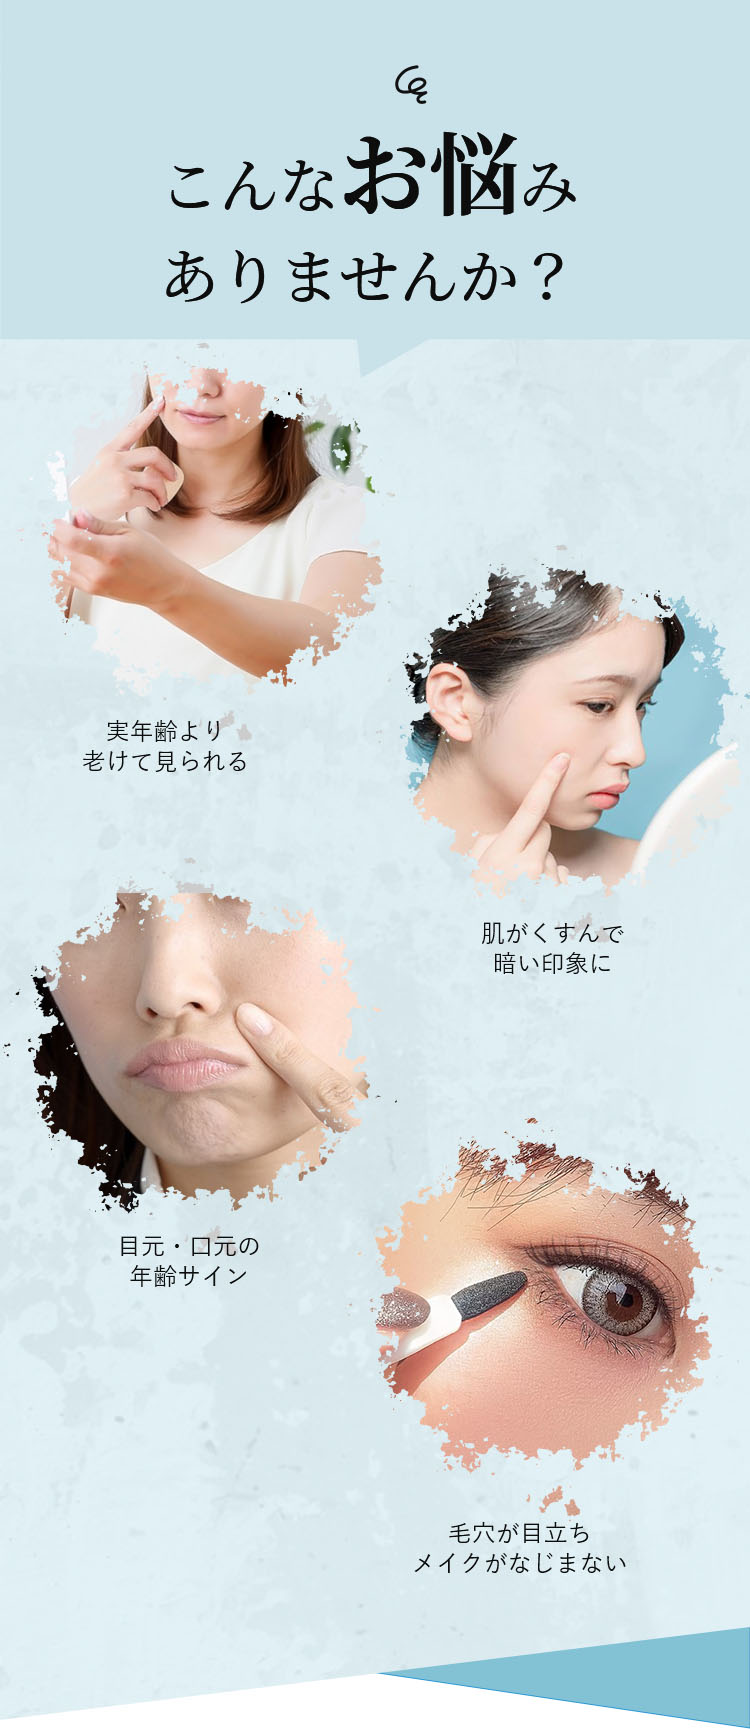 こんなお悩み
ありませんか？
実年齢より
老けて見られる
肌がくすんで
暗い印象に
目元・口元の
年齢サイン
毛穴が目立ち
メイクがなじまない